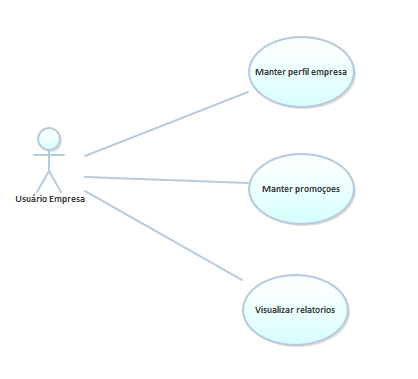 Manter perfil empresa
Manter promoçoes
Usuário Empresa
Visualizar relatorios